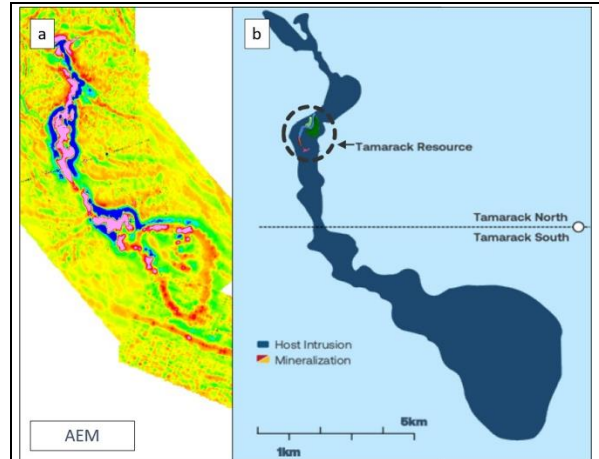 a
b
Tamarack Resource
Tamarack North
Tamarack South
Host Intrusion
Mineralization
5km
1km
AEM